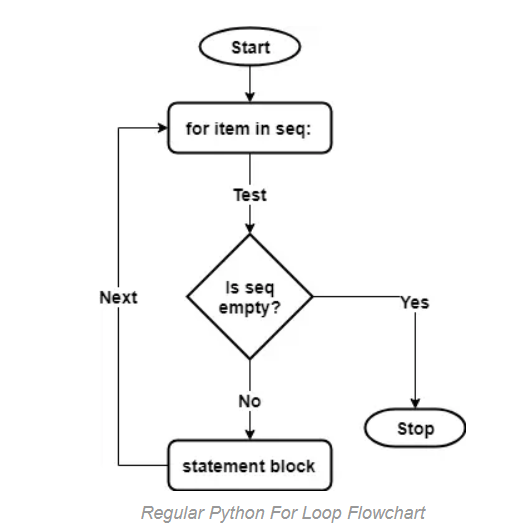 Start
for item in seq:
Test
Is seq
empty?
Next
Yes
No
Stop
statement block
Regular Python For Loop Flowchart